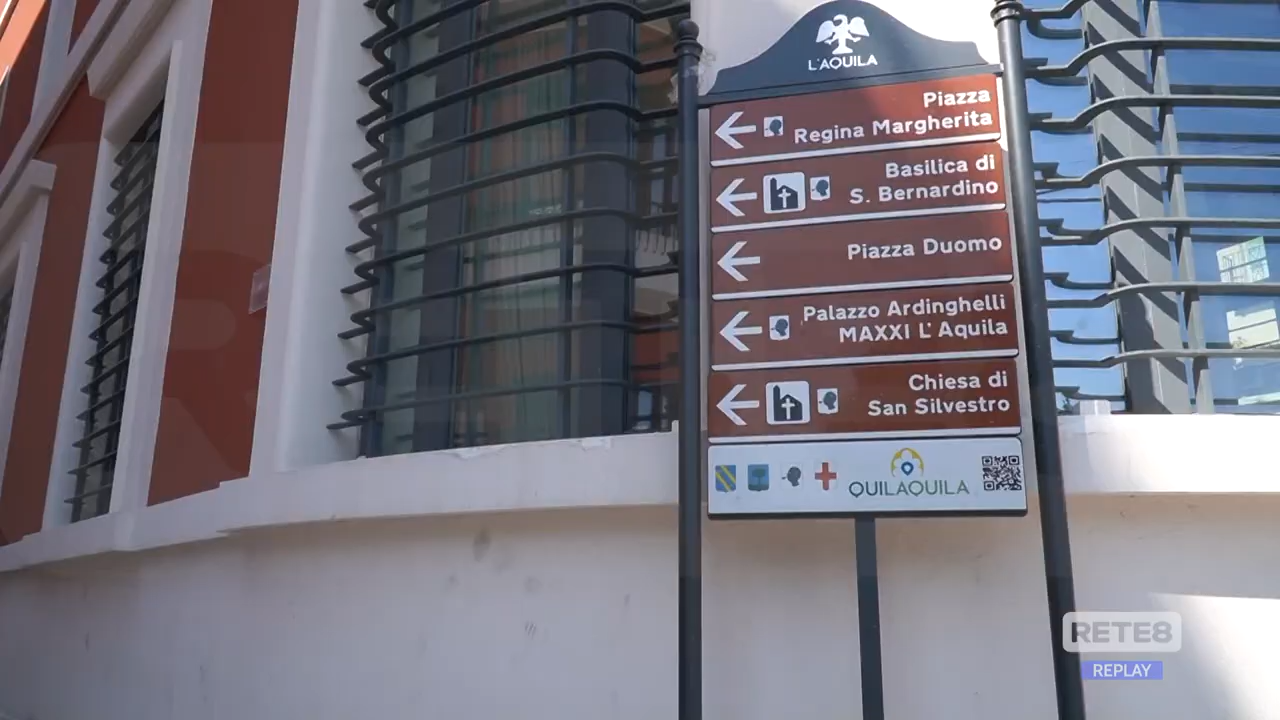 L'AQUILA
Piazza
Regina Margherita
Basilica di
S. Bernardino
Piazza Duomo
Palazzo Ardinghelli
MAXXI L'Aquila
Chiesa di
San Silvestro
QUILAQUILA
RETE8
REPLAY